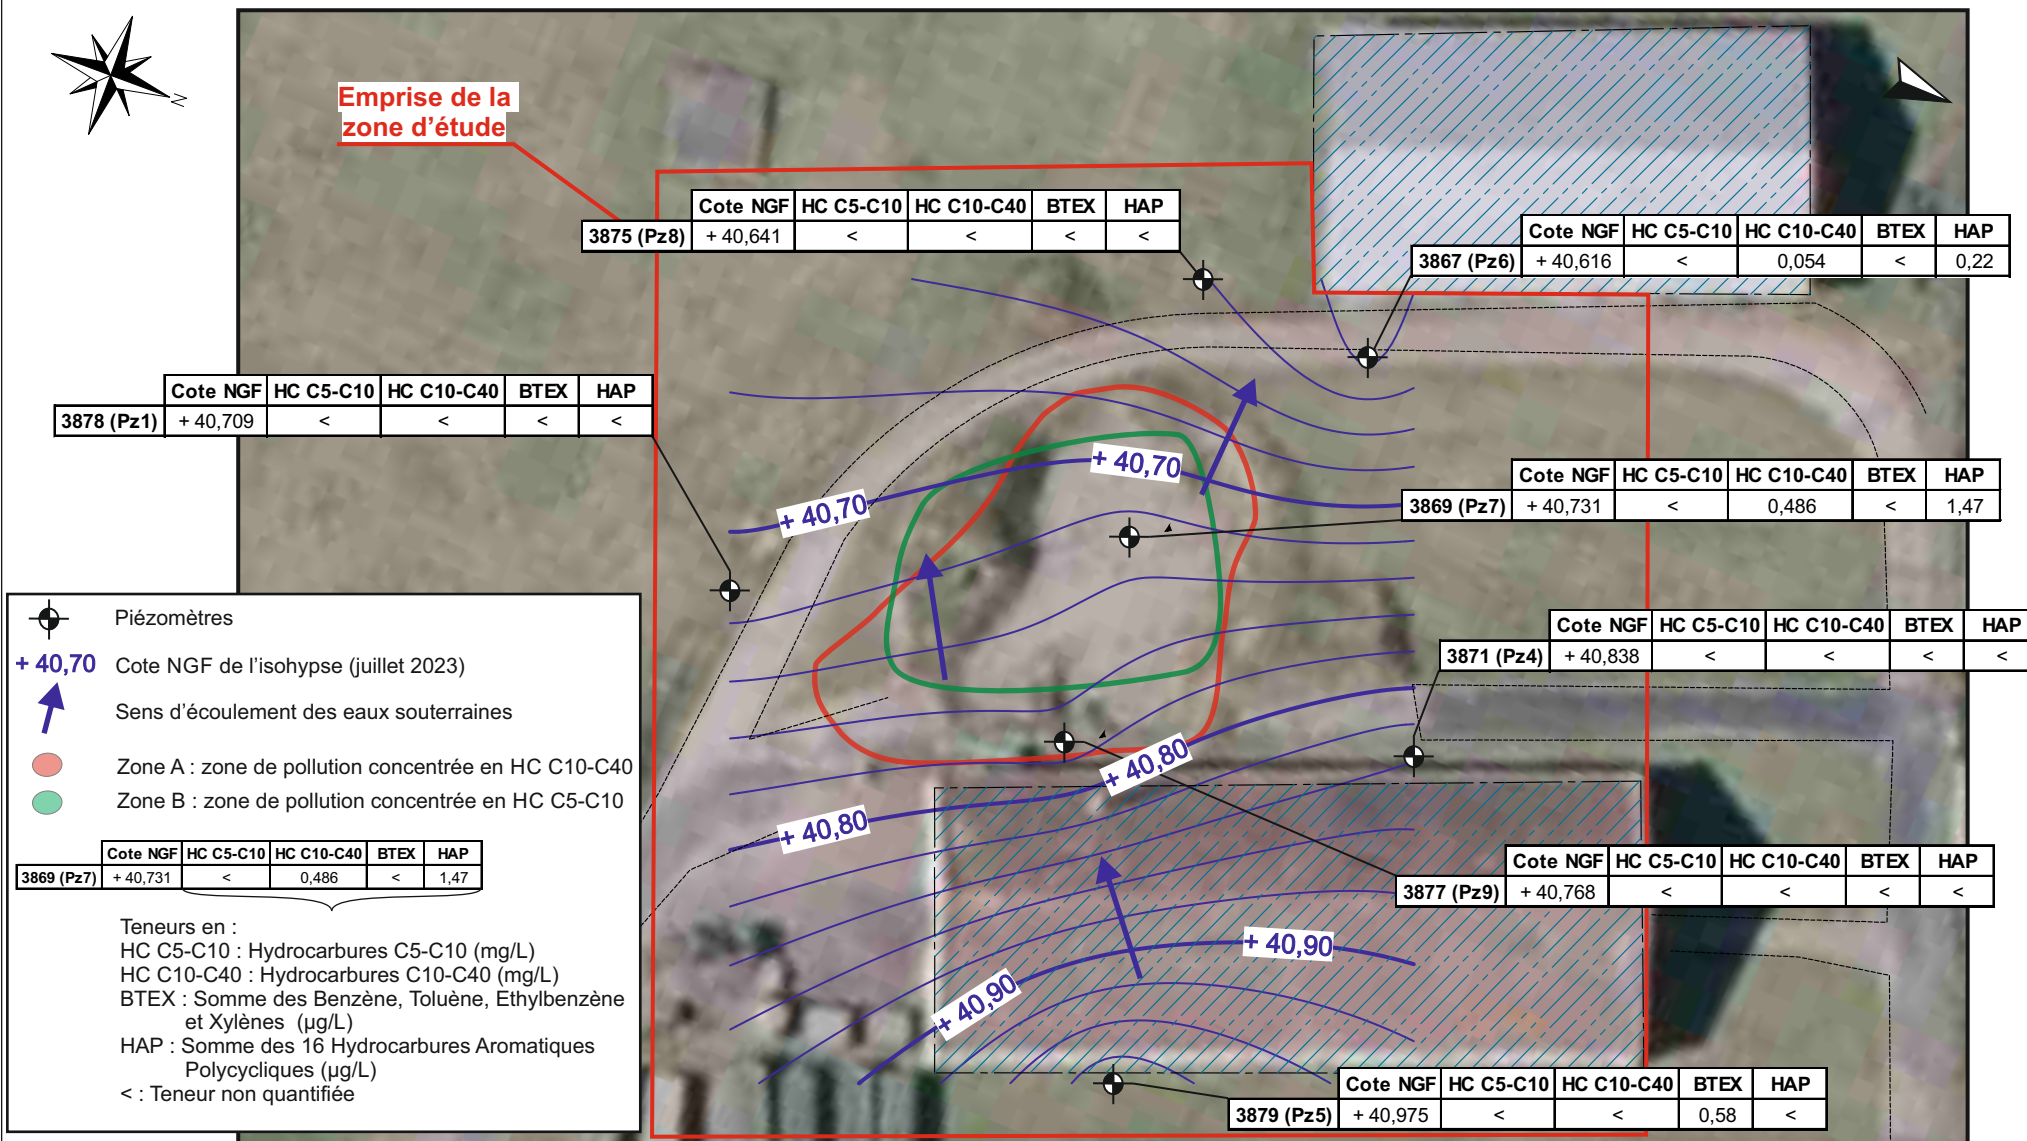 N
Emprise de la
zone d’étude
Cote NGF HC C5-C10 HC C10-C40 BTEX HAP
3875 (Pz8) + 40,641 < < < <
Cote NGF HC C5-C10 HC C10-C40 BTEX HAP
3867 (Pz6) + 40,616 < 0,054 < 0,22
Cote NGF HC C5-C10 HC C10-C40 BTEX HAP
3878 (Pz1) + 40,709 < < < <
+ 40,70
+ 40,70
Cote NGF HC C5-C10 HC C10-C40 BTEX HAP
3869 (Pz7) + 40,731 < 0,486 < 1,47
Cote NGF HC C5-C10 HC C10-C40 BTEX HAP
3871 (Pz4) + 40,838 < < < <
+ 40,80
+ 40,80
Cote NGF HC C5-C10 HC C10-C40 BTEX HAP
3877 (Pz9) + 40,768 < < < <
+ 40,90
+ 40,90
Cote NGF HC C5-C10 HC C10-C40 BTEX HAP
3879 (Pz5) + 40,975 < < 0,58 <
Piézomètres
+ 40,70 Cote NGF de l’isohypse (juillet 2023)
Sens d’écoulement des eaux souterraines
Zone A : zone de pollution concentrée en HC C10-C40
Zone B : zone de pollution concentrée en HC C5-C10
Cote NGF HC C5-C10 HC C10-C40 BTEX HAP
3869 (Pz7) + 40,731 < 0,486 < 1,47
Teneurs en :
HC C5-C10 : Hydrocarbures C5-C10 (mg/L)
HC C10-C40 : Hydrocarbures C10-C40 (mg/L)
BTEX : Somme des Benzène, Toluène, Ethylbenzène
et Xylènes (µg/L)
HAP : Somme des 16 Hydrocarbures Aromatiques
Polycycliques (µg/L)
< : Teneur non quantifiée